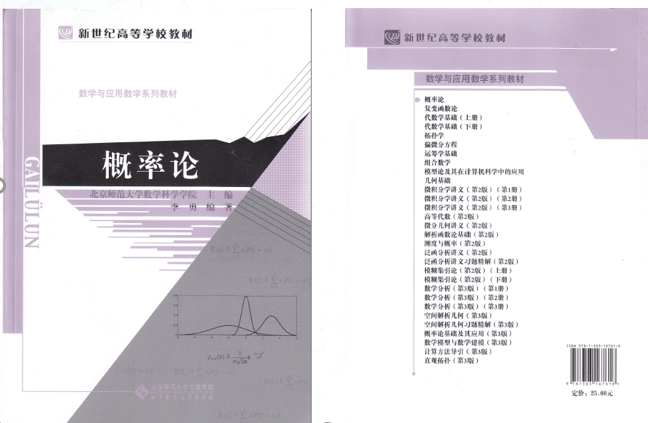 新世纪高等学校教材
数学与应用数学系列教材
概率论
GAILÜLUN
北京师范大学数学科学学院 主 编
李 勇 编 著
北京师范大学出版集团
新世纪高等学校教材
数学与应用数学系列教材
概率论
复变函数论
代数学基础（上册）
代数学基础（下册）
拓扑学
偏微分方程
运筹学基础
组合数学
模型论及其在计算机科学中的应用
几何基础
微积分学讲义（第2版）（第1册）
微积分学讲义（第2版）（第2册）
微积分学讲义（第2版）（第3册）
高等代数（第2版）
微分几何讲义（第2版）
解析函数论基础（第2版）
测度与概率（第2版）
泛函分析讲义（第2版）
泛函分析讲义习题精解（第2版）
模糊集引论（第2版）（上册）
模糊集引论（第2版）（下册）
数学分析（第3版）（第1册）
数学分析（第3版）（第2册）
数学分析（第3版）（第3册）
空间解析几何（第3版）
空间解析几何习题精解（第3版）
概率论基础及其应用（第3版）
数学模型与数学建模（第3版）
计算方法导引（第3版）
直观拓扑（第3版）
定价：25.00元